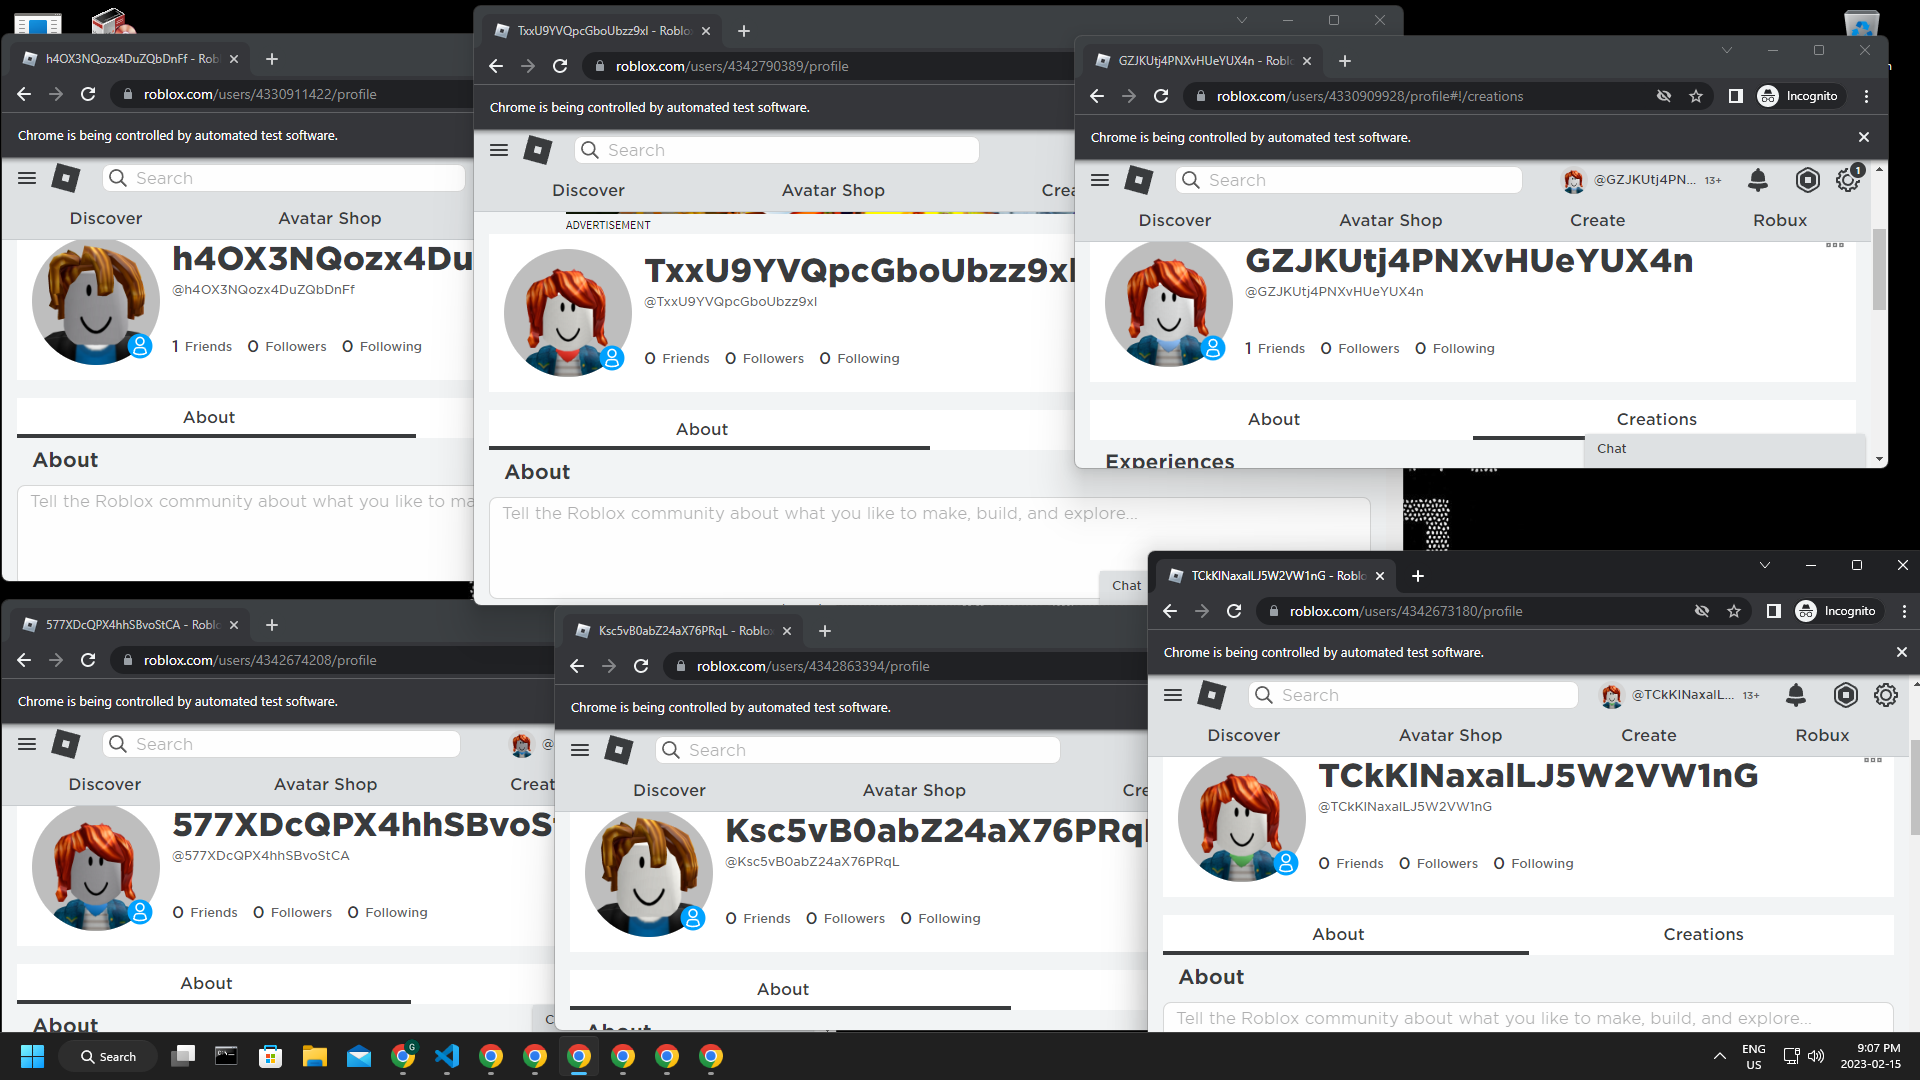 h4OX3NQozx4DuZQbDnFf - Rob
roblox.com/users/4330911422/profile
Chrome is being controlled by automated test software.
Search
Discover
Avatar Shop
h4OX3NQozx4Du
@h4OX3NQozx4DuZQbDnFf
1 Friends 0 Followers 0 Following
About
About
Tell the Roblox community about what you like to ma
TxxU9YVQpcGboUbzz9xl - Roblox
roblox.com/users/4342790389/profile
Chrome is being controlled by automated test software.
Search
Discover
Avatar Shop
Crea
ADVERTISEMENT
TxxU9YVQpcGboUbzz9xl
@TxxU9YVQpcGboUbzz9xl
0 Friends 0 Followers 0 Following
About
About
Tell the Roblox community about what you like to make, build, and explore...
Chat
GZJKUtj4PNXvHUeYUX4n - Roblo
roblox.com/users/4330909928/profile#!/creations
Incognito
Chrome is being controlled by automated test software.
Search
@GZJKUtj4PN... 13+
1
Discover
Avatar Shop
Create
Robux
GZJKUtj4PNXvHUeYUX4n
@GZJKUtj4PNXvHUeYUX4n
1 Friends 0 Followers 0 Following
About
Creations
Experiences
Chat
577XDcQPX4hhSBvoStCA - Roblo
roblox.com/users/4342674208/profile
Chrome is being controlled by automated test software.
Search
@
Discover
Avatar Shop
Creat
577XDcQPX4hhSBvoS
@577XDcQPX4hhSBvoStCA
0 Friends 0 Followers 0 Following
About
About
C
Ksc5vB0abZ24aX76PRqL - Roblox
roblox.com/users/4342863394/profile
Chrome is being controlled by automated test software.
Search
Discover
Avatar Shop
Cre
Ksc5vB0abZ24aX76PRqL
@Ksc5vB0abZ24aX76PRqL
0 Friends 0 Followers 0 Following
About
About
TCkKlNaxalLJ5W2VW1nG - Roblo
roblox.com/users/4342673180/profile
Incognito
Chrome is being controlled by automated test software.
Search
@TCkKlNaxalL... 13+
Discover
Avatar Shop
Create
Robux
TCkKlNaxalLJ5W2VW1nG
@TCkKlNaxalLJ5W2VW1nG
0 Friends 0 Followers 0 Following
About
Creations
About
Tell the Roblox community about what you like to make, build, and explore...
Search
G
ENG
US
9:07 PM
2023-02-15